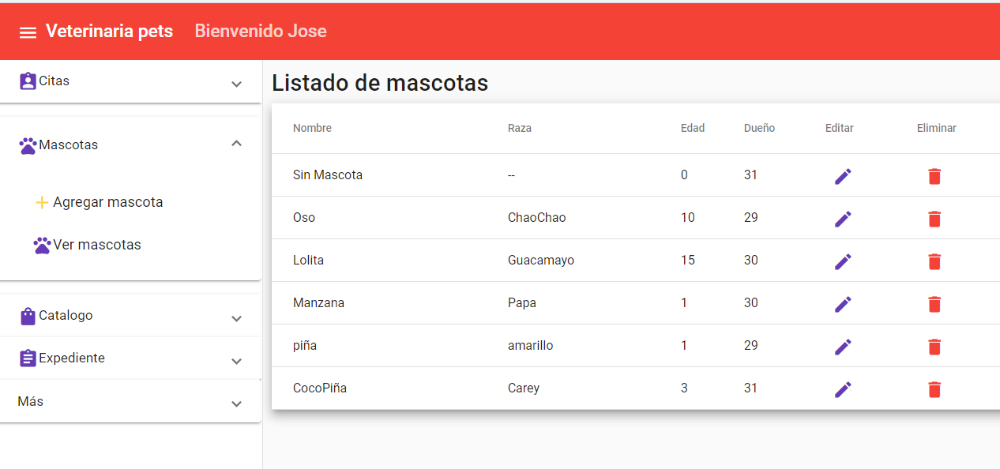 Veterinaria pets Bienvenido Jose
Citas
Mascotas
Agregar mascota
Ver mascotas
Catalogo
Expediente
Más
Listado de mascotas
Nombre Raza Edad Dueño Editar Eliminar
Sin Mascota -- 0 31
Oso ChaoChao 10 29
Lolita Guacamayo 15 30
Manzana Papa 1 30
piña amarillo 1 29
CocoPiña Carey 3 31